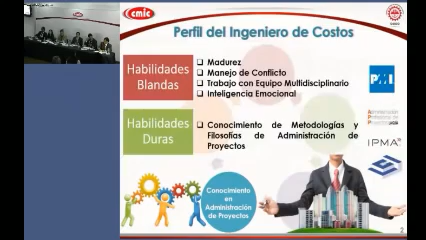 cmic
Perfil del Ingeniero de Costos
Habilidades
Blandas
❑ Madurez
❑ Manejo de Conflicto
❑ Trabajo con Equipo Multidisciplinario
❑ Inteligencia Emocional
PMI
Habilidades
Duras
❑ Conocimiento de Metodologías y
Filosofías de Administración de
Proyectos
IPMA®
Conocimiento
en
Administración
de Proyectos
2